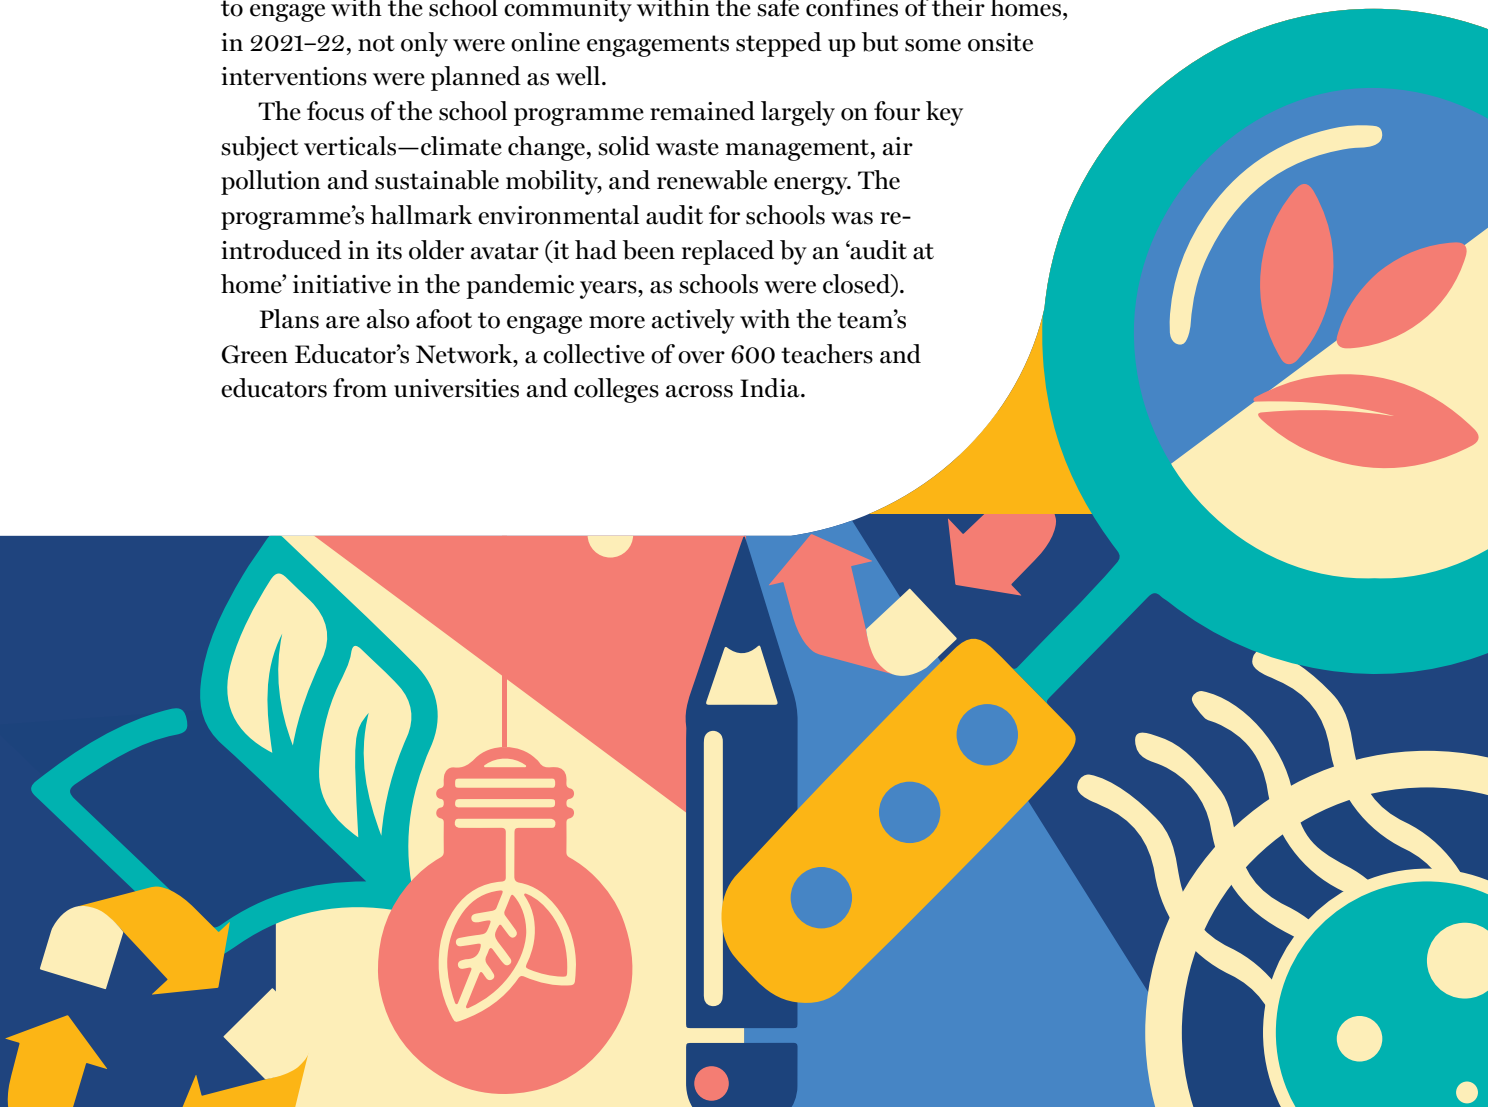 to engage with the school community within the safe confines of their homes,
in 2021–22, not only were online engagements stepped up but some onsite
interventions were planned as well.
The focus of the school programme remained largely on four key
subject verticals—climate change, solid waste management, air
pollution and sustainable mobility, and renewable energy. The
programme’s hallmark environmental audit for schools was re-
introduced in its older avatar (it had been replaced by an ‘audit at
home’ initiative in the pandemic years, as schools were closed).
Plans are also afoot to engage more actively with the team’s
Green Educator’s Network, a collective of over 600 teachers and
educators from universities and colleges across India.